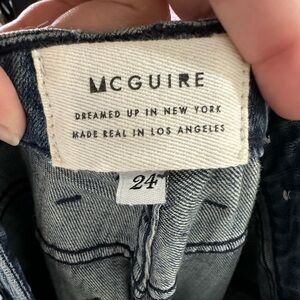 MCGUIRE
DREAMED UP IN NEW YORK
MADE REAL IN LOS ANGELES
24